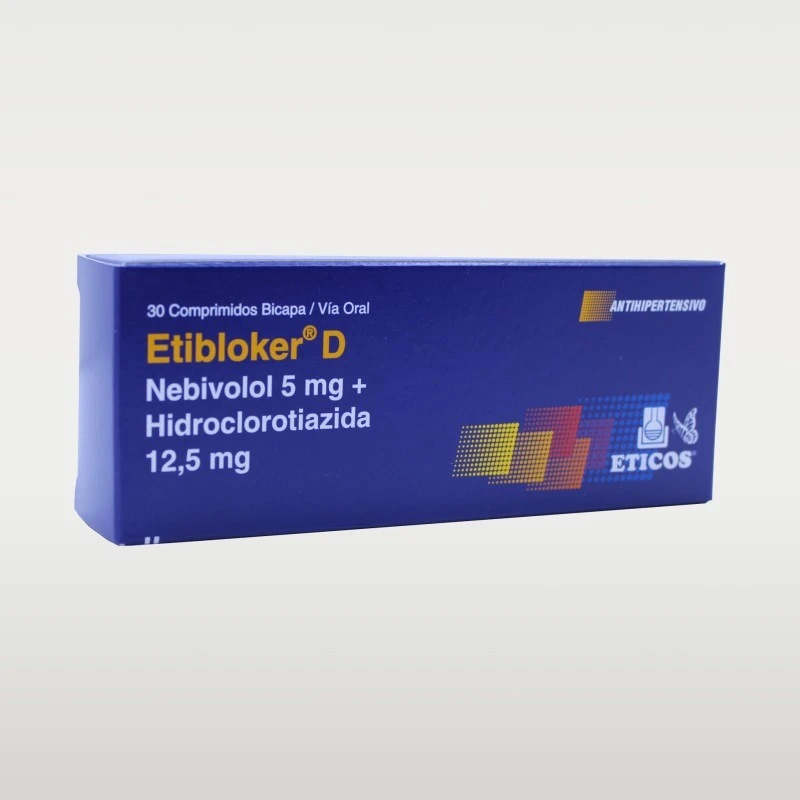 30 Comprimidos Bicapa / Vía Oral
Etibloker® D
Nebivolol 5 mg +
Hidroclorotiazida
12,5 mg
ANTIHIPERTENSIVO
ETICOS®